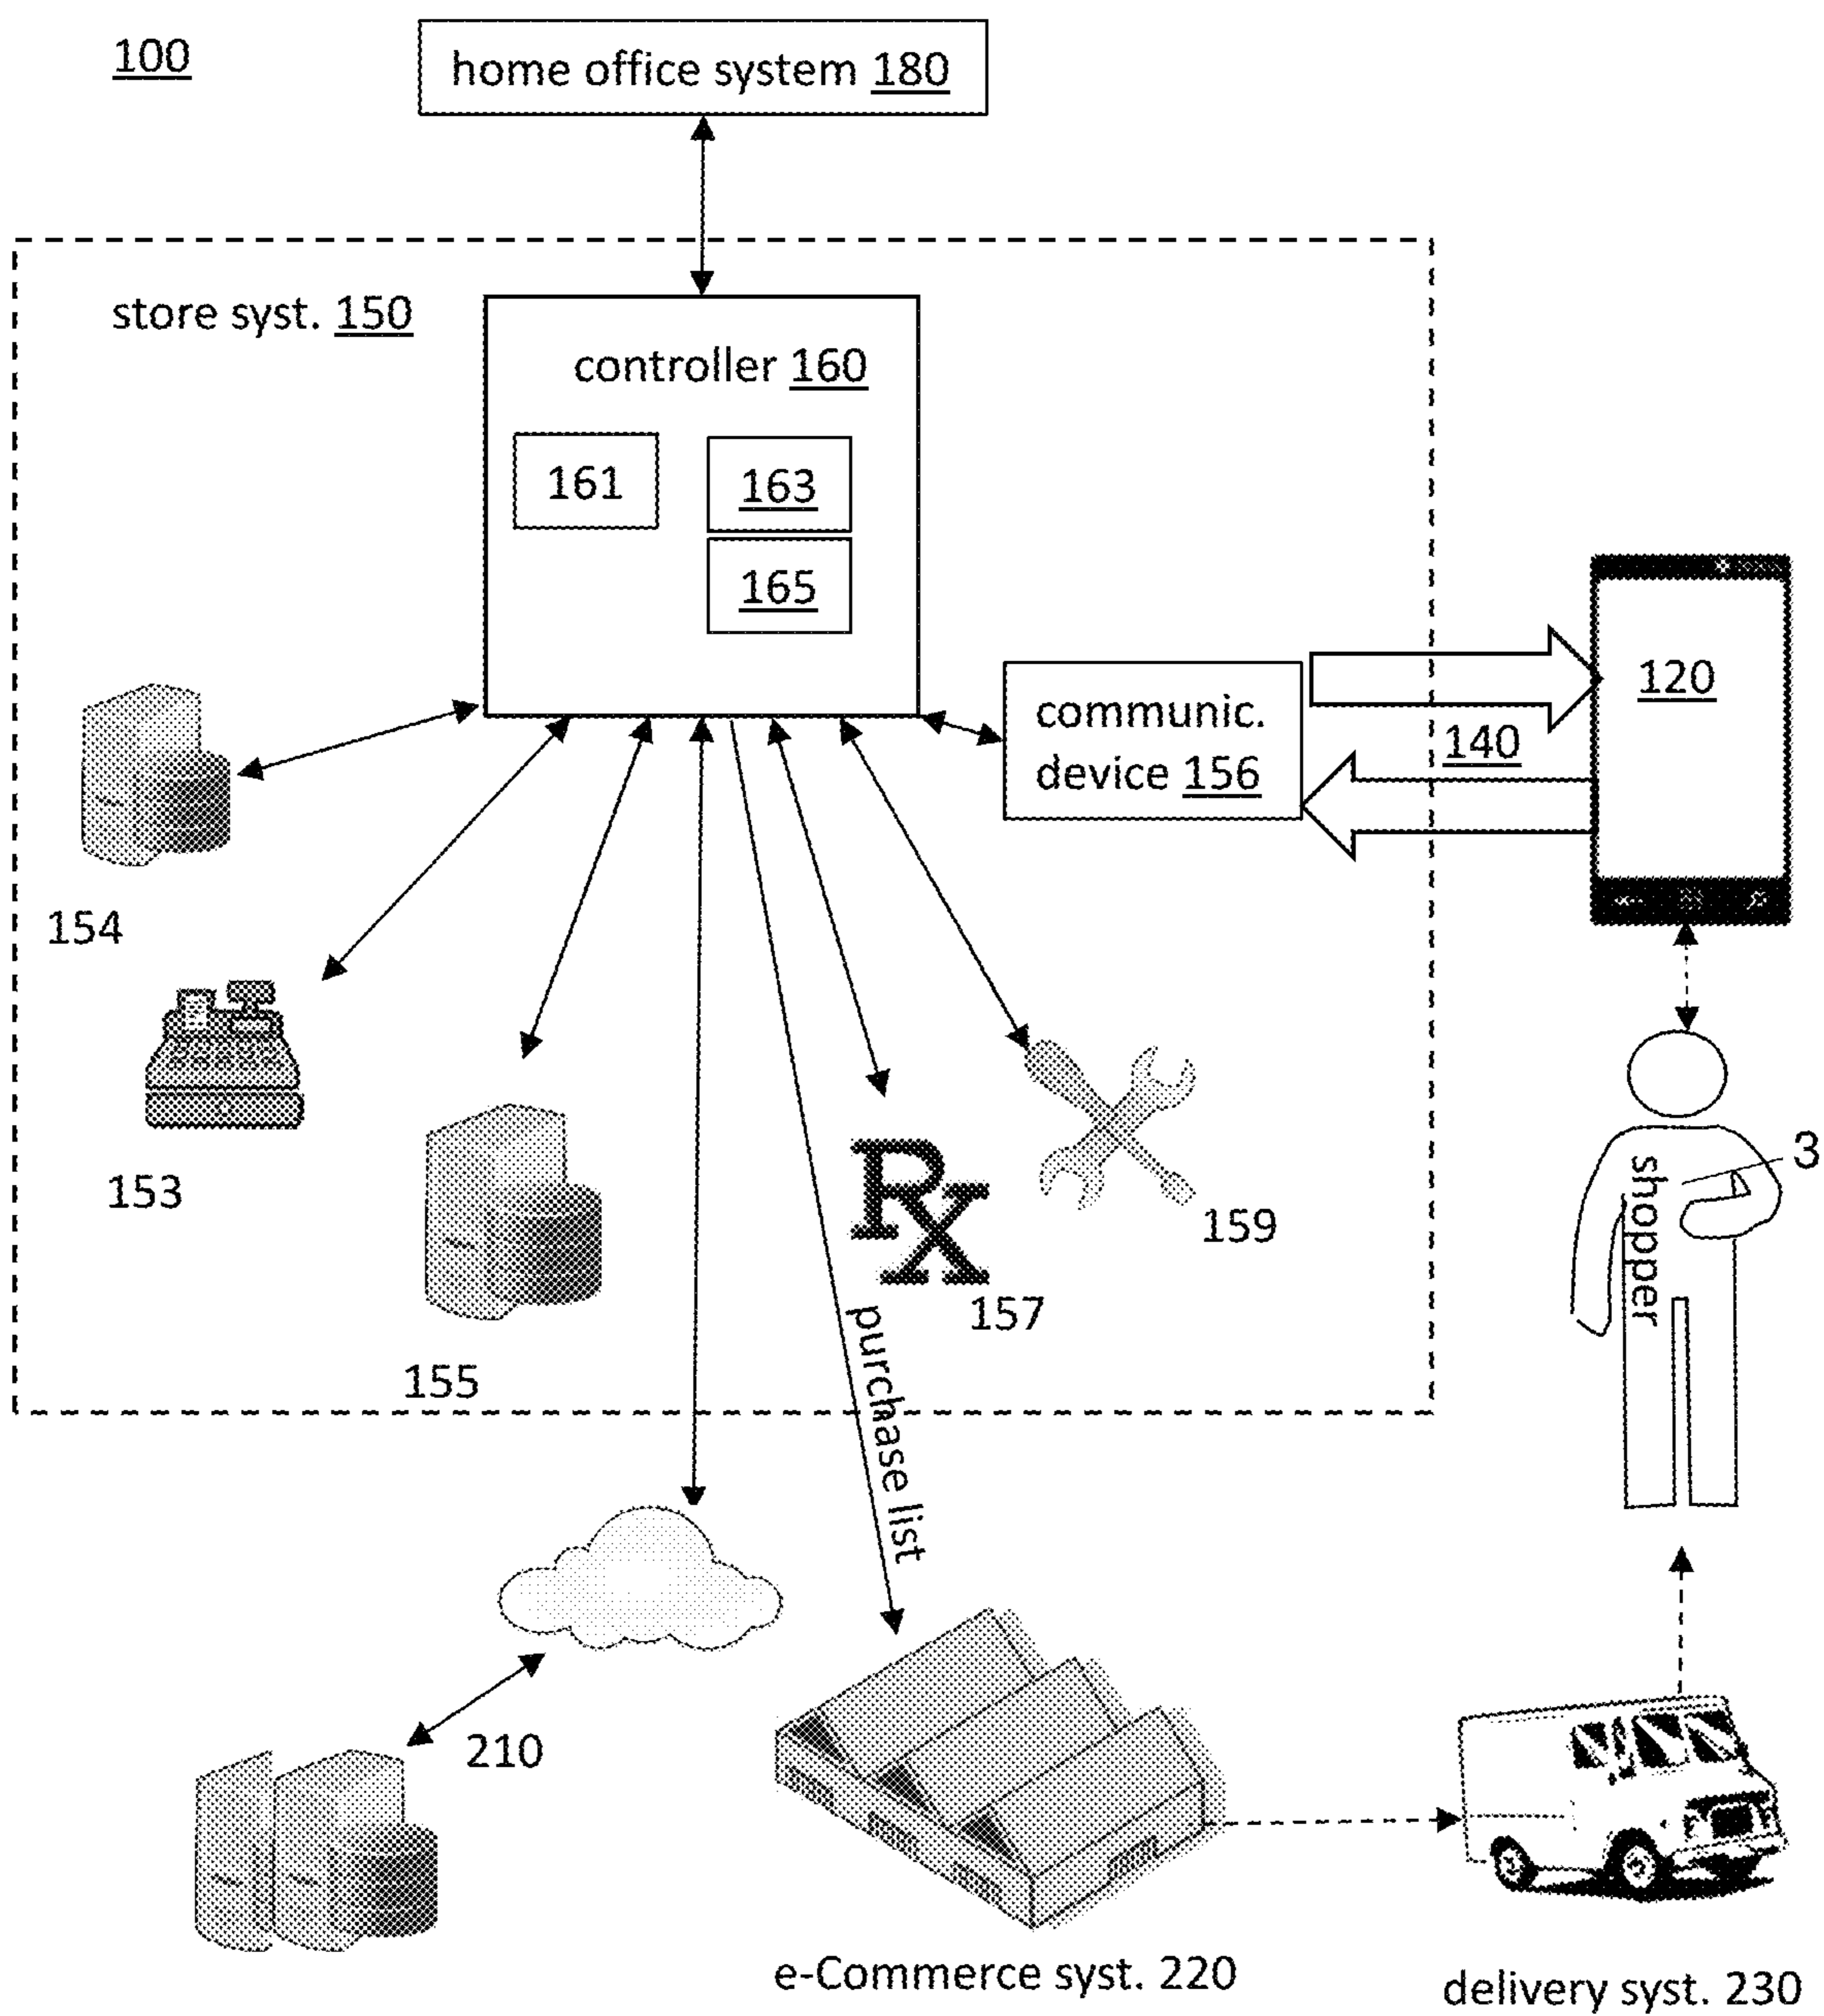 100
home office system 180
store syst. 150
controller 160
161
163
165
communic.
device 156
120
140
154
153
155
Rx
157
159
purchase list
shopper
3
210
e-Commerce syst. 220
delivery syst. 230